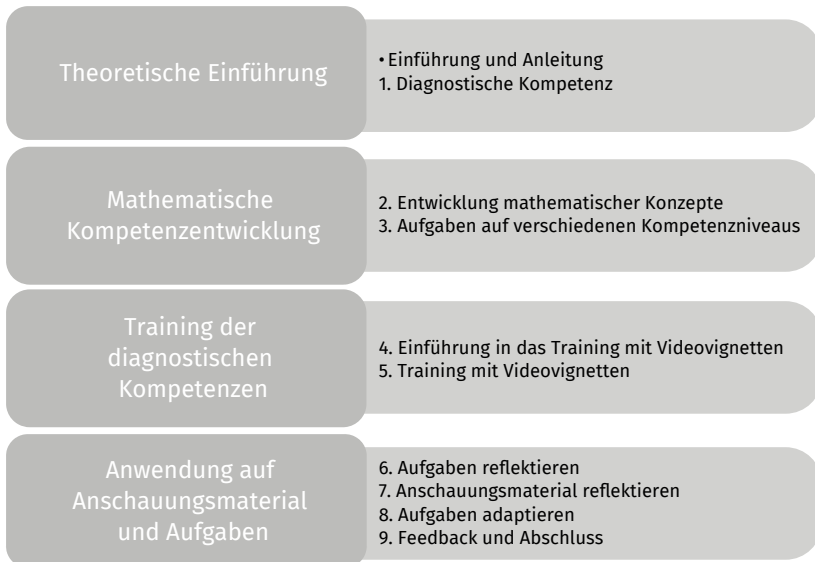 Theoretische Einführung
• Einführung und Anleitung
1. Diagnostische Kompetenz
Mathematische
Kompetenzentwicklung
2. Entwicklung mathematischer Konzepte
3. Aufgaben auf verschiedenen Kompetenzniveaus
Training der
diagnostischen
Kompetenzen
4. Einführung in das Training mit Videovignetten
5. Training mit Videovignetten
Anwendung auf
Anschauungsmaterial
und Aufgaben
6. Aufgaben reflektieren
7. Anschauungsmaterial reflektieren
8. Aufgaben adaptieren
9. Feedback und Abschluss